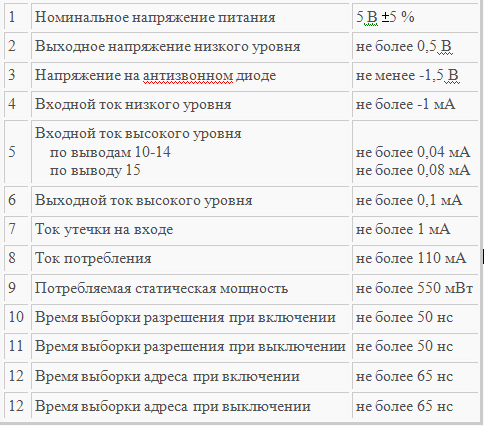 1 Номинальное напряжение питания 5 В ±5 %
2 Выходное напряжение низкого уровня не более 0,5 В
3 Напряжение на антизвонном диоде не менее -1,5 В
4 Входной ток низкого уровня не более -1 мА
5 Входной ток высокого уровня
по выводам 10-14 не более 0,04 мА
по выводу 15 не более 0,08 мА
6 Выходной ток высокого уровня не более 0,1 мА
7 Ток утечки на входе не более 1 мА
8 Ток потребления не более 110 мА
9 Потребляемая статическая мощность не более 550 мВт
10 Время выборки разрешения при включении не более 50 нс
11 Время выборки разрешения при выключении не более 50 нс
12 Время выборки адреса при включении не более 65 нс
12 Время выборки адреса при выключении не более 65 нс